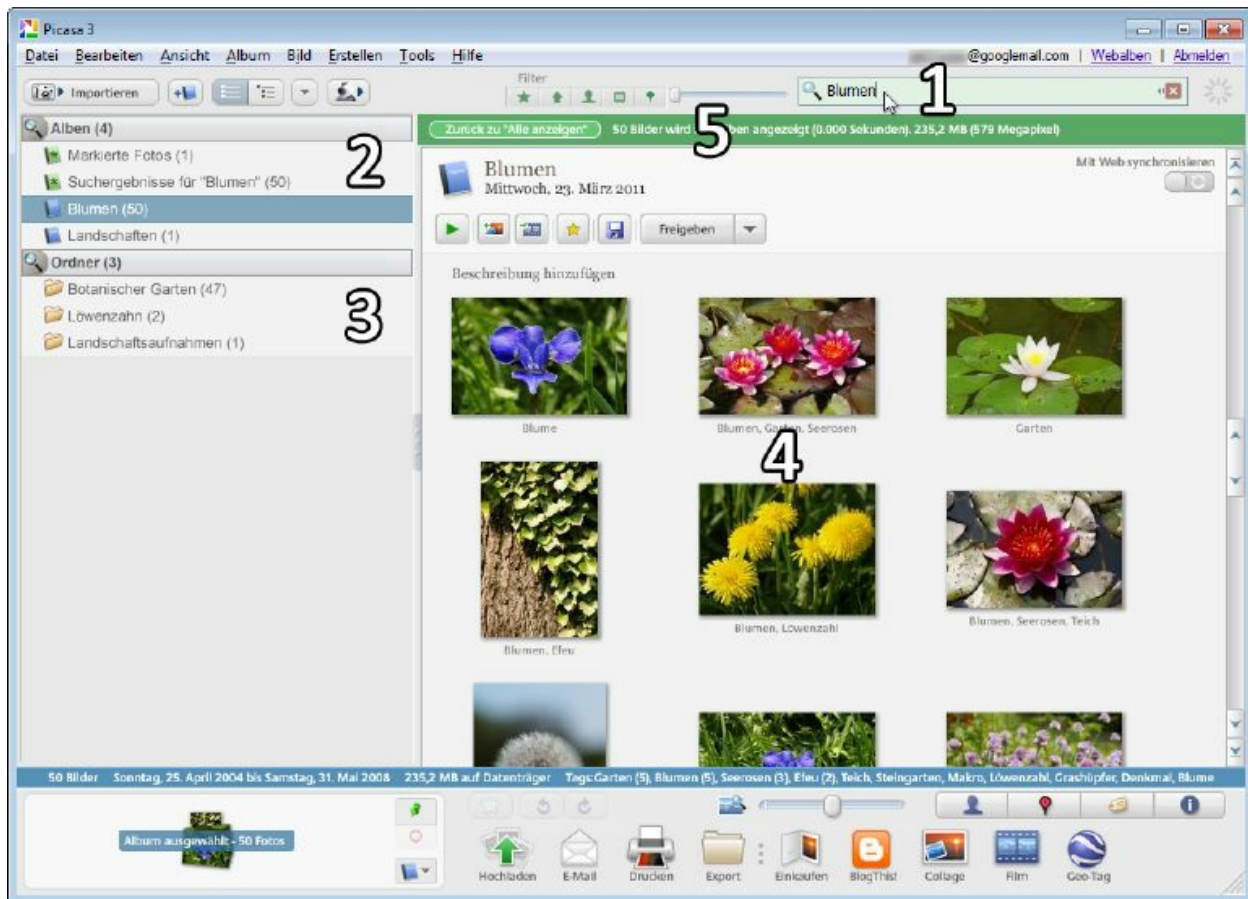 Picasa 3
Datei Bearbeiten Ansicht Album Bild Erstellen Tools Hilfe
@googlemail.com | Webalben | Abmelden
Importieren
Filter
Blumen
1
Alben (4)
Zurück zu "Alle anzeigen" 50 Bilder wird ben angezeigt (0.000 Sekunden). 235,2 MB (579 Megapixel)
5
Markierte Fotos (1)
Suchergebnisse für "Blumen" (50)
2
Blumen (50)
Landschaften (1)
Ordner (3)
Botanischer Garten (47)
Löwenzahn (2)
Landschaftsaufnahmen (1)
3
Blumen
Mittwoch, 23. März 2011
Mit Web synchronisieren
Freigeben
Beschreibung hinzufügen
Blume
Blumen, Garten, Seerosen
Garten
4
Blumen, Efeu
Blumen, Löwenzahl
Blumen, Seerosen, Teich
50 Bilder Sonntag, 25. April 2004 bis Samstag, 31. Mai 2008 235,2 MB auf Datenträger Tags:Garten (5), Blumen (5), Seerosen (3), Efeu (2), Teich, Steingarten, Makro, Löwenzahl, Grashüpfer, Denkmal, Blume
Album ausgewählt - 50 Fotos
Hochladen E-Mail Drucken Export Einkaufen BlogThis! Collage Film Geo-Tag